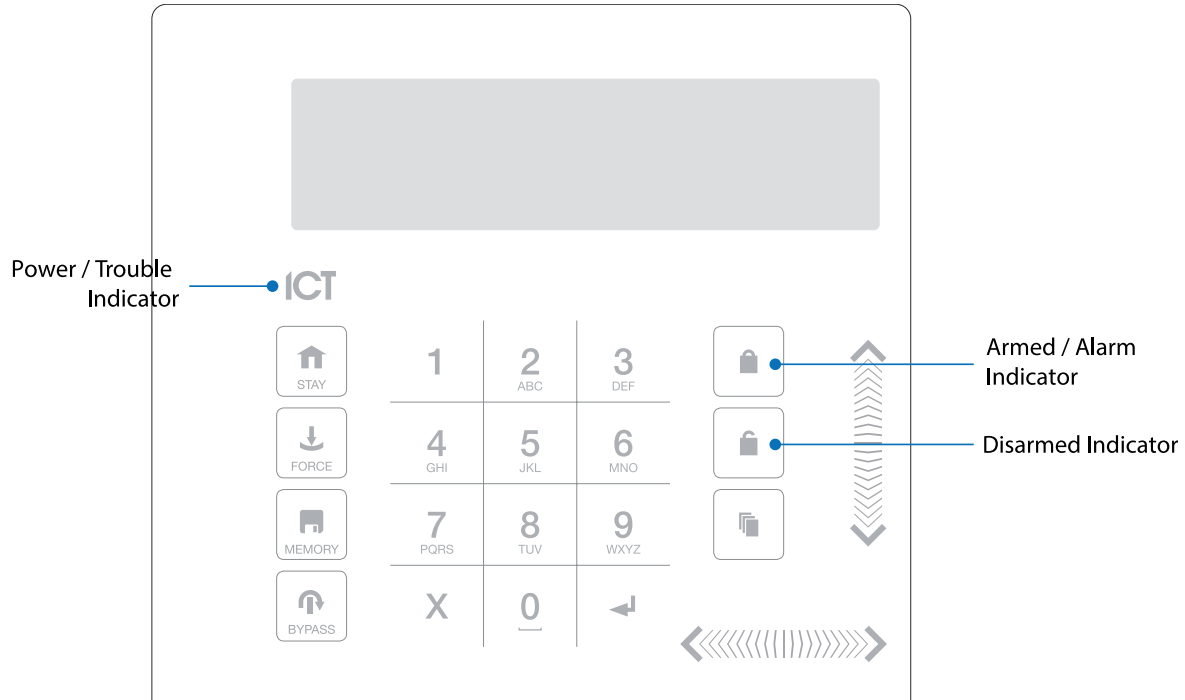 Power / Trouble
Indicator
ICT
STAY
1
2
ABC
3
DEF
Armed / Alarm
Indicator
FORCE
4
GHI
5
JKL
6
MNO
Disarmed Indicator
MEMORY
7
PQRS
8
TUV
9
WXYZ
BYPASS
X
0